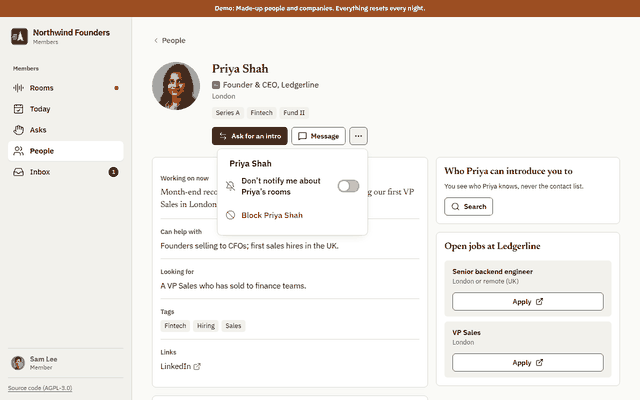 Demo: Made-up people and companies. Everything resets every night.
Northwind Founders
Members
Members
Rooms
Today
Asks
People
Inbox
1
Sam Lee
Member
Source code (AGPL-3.0)
People
Priya Shah
Founder & CEO, Ledgerline
London
Series A
Fintech
Fund II
Ask for an intro
Message
Priya Shah
Don't notify me about
Priya's rooms
Block Priya Shah
Working on now
Month-end reco
g our first VP
Sales in London
Can help with
Founders selling to CFOs; first sales hires in the UK.
Looking for
A VP Sales who has sold to finance teams.
Tags
Fintech
Hiring
Sales
Links
LinkedIn
Who Priya can introduce you to
You see who Priya knows, never the contact list.
Search
Open jobs at Ledgerline
Senior backend engineer
London or remote (UK)
Apply
VP Sales
London
Apply